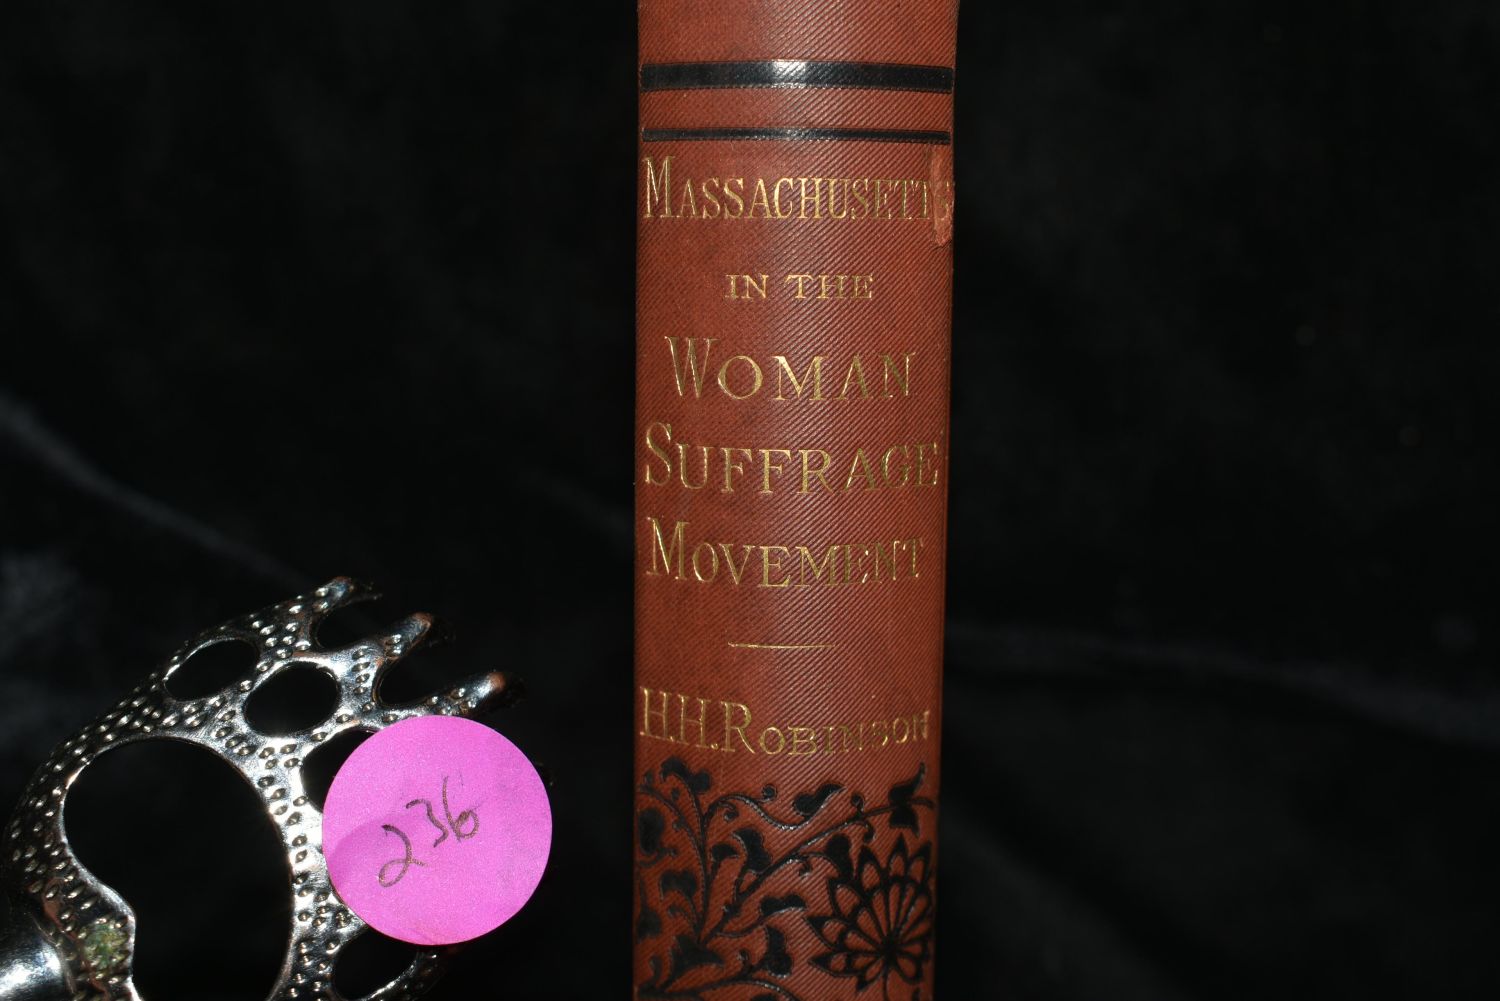 MASSACHUSETTS
IN THE
WOMAN
SUFFRAGE
MOVEMENT
H.H.ROBINSON
236